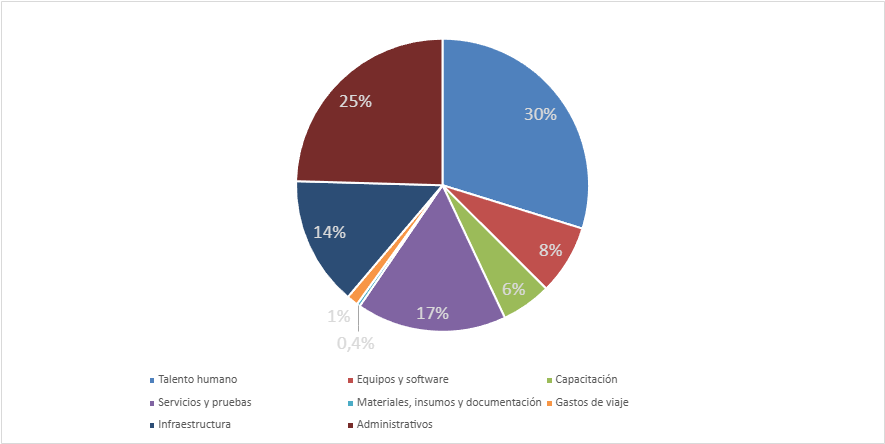 25%
30%
14%
8%
6%
17%
1%
0,4%
Talento humano
Equipos y software
Capacitación
Servicios y pruebas
Materiales, insumos y documentación
Gastos de viaje
Infraestructura
Administrativos